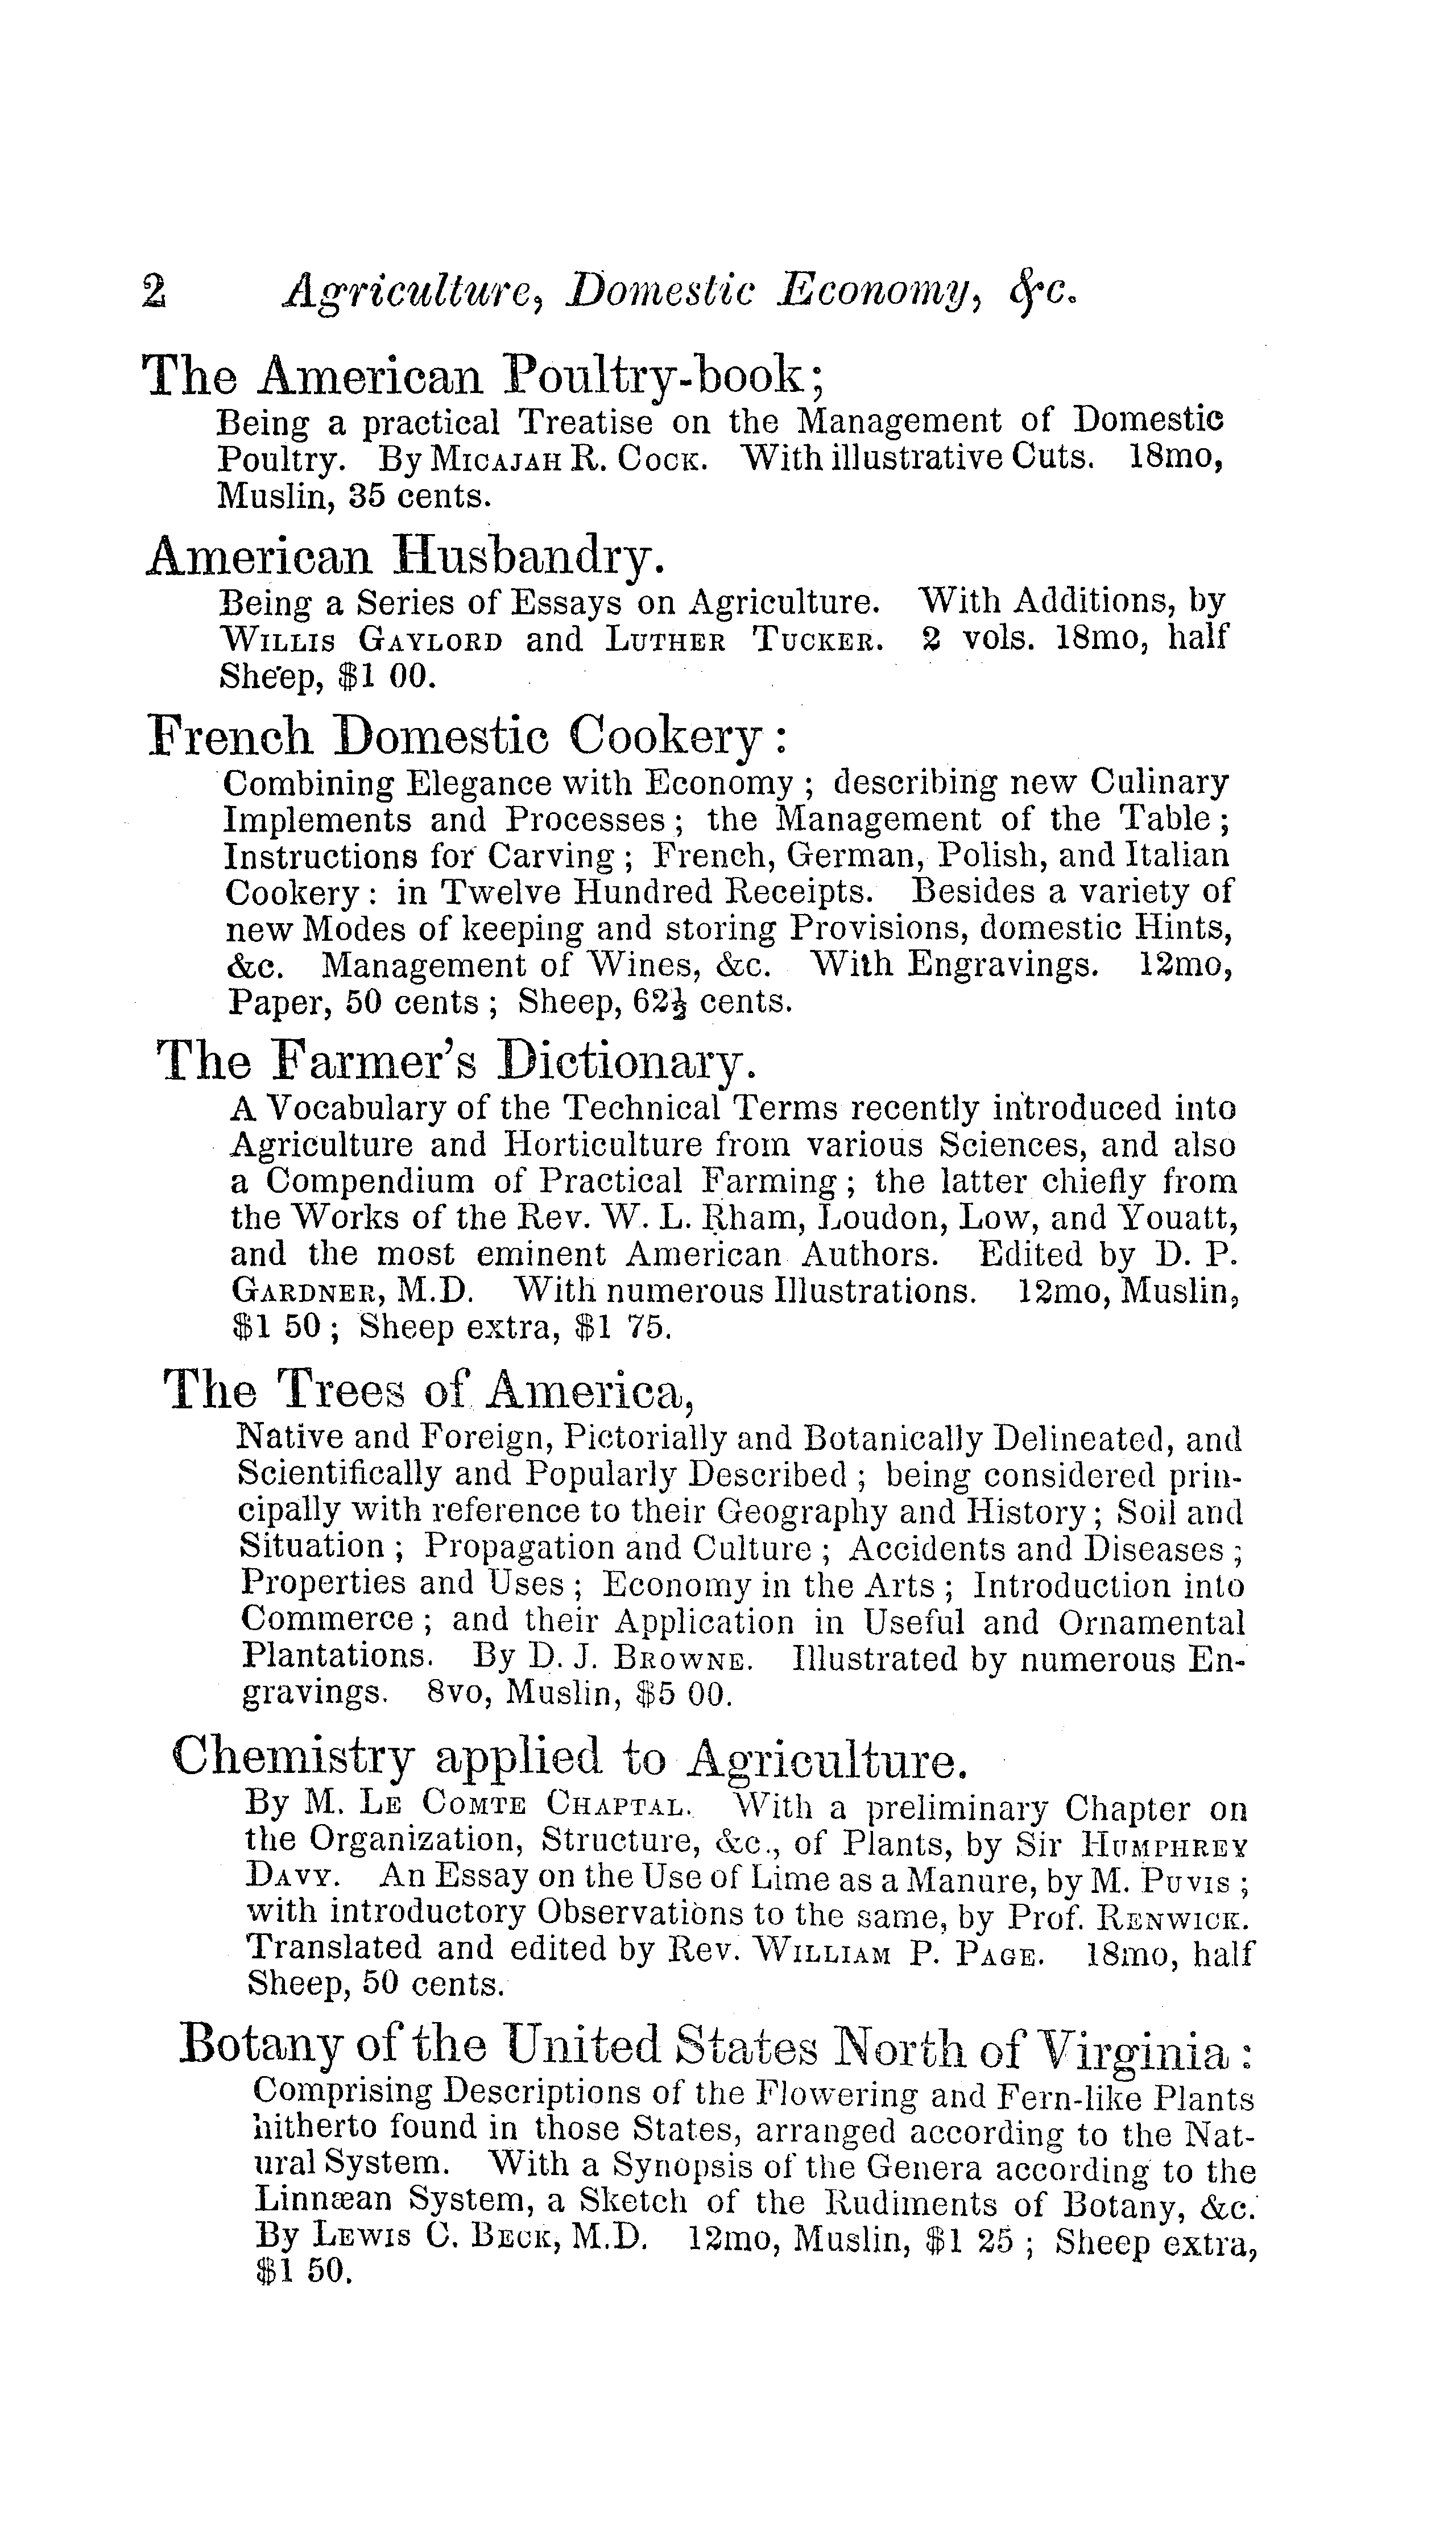 2 Agriculture, Domestic Economy, &c.
The American Poultry-book;
Being a practical Treatise on the Management of Domestic
Poultry. By MICAJAH R. COCK. With illustrative Cuts. 18mo,
Muslin, 35 cents.
American Husbandry.
Being a Series of Essays on Agriculture. With Additions, by
WILLIS GAYLORD and LUTHER TUCKER. 2 vols. 18mo, half
Sheep, $1 00.
French Domestic Cookery :
Combining Elegance with Economy ; describing new Culinary
Implements and Processes ; the Management of the Table ;
Instructions for Carving ; French, German, Polish, and Italian
Cookery : in Twelve Hundred Receipts. Besides a variety of
new Modes of keeping and storing Provisions, domestic Hints,
&c. Management of Wines, &c. With Engravings. 12mo,
Paper, 50 cents ; Sheep, 62½ cents.
The Farmer's Dictionary.
A Vocabulary of the Technical Terms recently introduced into
Agriculture and Horticulture from various Sciences, and also
a Compendium of Practical Farming ; the latter chiefly from
the Works of the Rev. W. L. Rham, Loudon, Low, and Youatt,
and the most eminent American Authors. Edited by D. P.
GARDNER, M.D. With numerous Illustrations. 12mo, Muslin,
$1 50 ; Sheep extra, $1 75.
The Trees of America,
Native and Foreign, Pictorially and Botanically Delineated, and
Scientifically and Popularly Described ; being considered prin-
cipally with reference to their Geography and History ; Soil and
Situation ; Propagation and Culture ; Accidents and Diseases ;
Properties and Uses ; Economy in the Arts ; Introduction into
Commerce ; and their Application in Useful and Ornamental
Plantations. By D. J. BROWNE. Illustrated by numerous En-
gravings. 8vo, Muslin, $5 00.
Chemistry applied to Agriculture.
By M. LE COMTE CHAPTAL. With a preliminary Chapter on
the Organization, Structure, &c., of Plants, by Sir HUMPHREY
DAVY. An Essay on the Use of Lime as a Manure, by M. PUVIS ;
with introductory Observations to the same, by Prof. RENWICK.
Translated and edited by Rev. WILLIAM P. PAGE. 18mo, half
Sheep, 50 cents.
Botany of the United States North of Virginia :
Comprising Descriptions of the Flowering and Fern-like Plants
hitherto found in those States, arranged according to the Nat-
ural System. With a Synopsis of the Genera according to the
Linnæan System, a Sketch of the Rudiments of Botany, &c.
By LEWIS C. BECK, M.D. 12mo, Muslin, $1 25 ; Sheep extra,
$1 50.